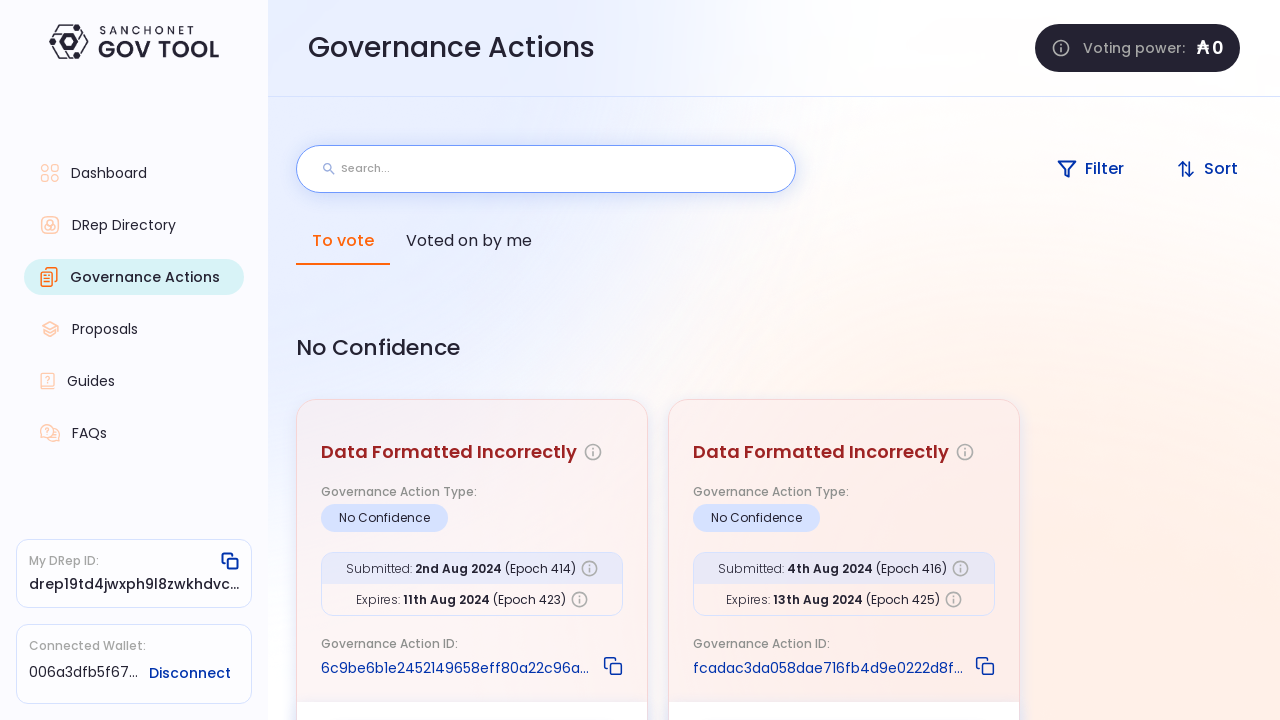 SANCHONET
GOV TOOL
Governance Actions
Voting power: ₳ 0
Dashboard
DRep Directory
Governance Actions
Proposals
Guides
FAQs
My DRep ID:
drep19td4jwxph9l8zwkhdvc...
Connected Wallet:
006a3dfb5f67... Disconnect
Search...
Filter
Sort
To vote
Voted on by me
No Confidence
Data Formatted Incorrectly
Governance Action Type:
No Confidence
Submitted: 2nd Aug 2024 (Epoch 414)
Expires: 11th Aug 2024 (Epoch 423)
Governance Action ID:
6c9be6b1e2452149658eff80a22c96a...
Data Formatted Incorrectly
Governance Action Type:
No Confidence
Submitted: 4th Aug 2024 (Epoch 416)
Expires: 13th Aug 2024 (Epoch 425)
Governance Action ID:
fcadac3da058dae716fb4d9e0222d8f...